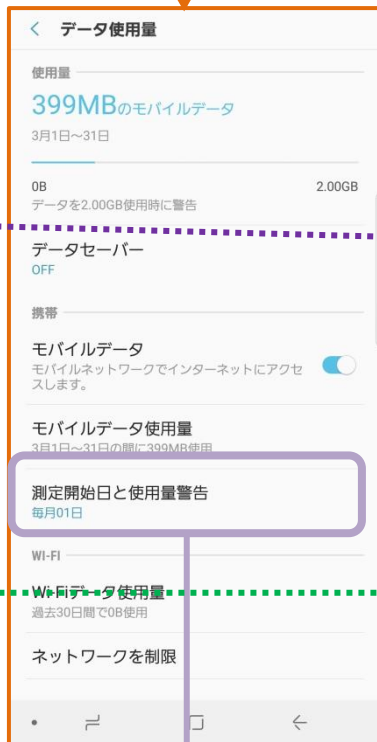 データ使用量
使用量
399MBのモバイルデータ
3月1日～31日
0B 2.00GB
データを2.00GB使用時に警告
データセーバー
OFF
携帯
モバイルデータ
モバイルネットワークでインターネットにアクセ
スします。
モバイルデータ使用量
3月1日～31日の間に399MB使用
測定開始日と使用量警告
毎月01日
WI-FI
Wi-Fiデータ使用量
過去30日間で0B使用
ネットワークを制限